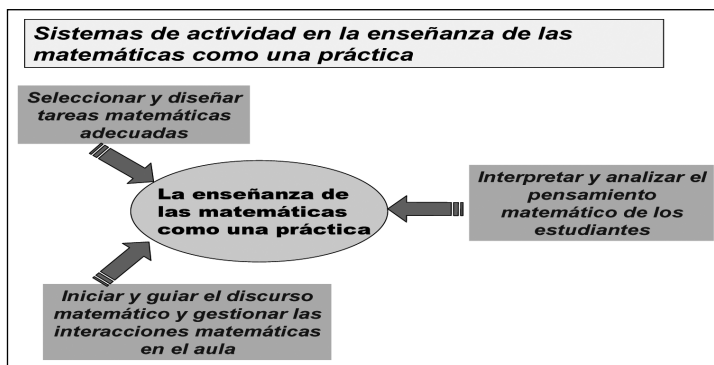 Sistemas de actividad en la enseñanza de las
matemáticas como una práctica
Seleccionar y diseñar
tareas matemáticas
adecuadas
La enseñanza de
las matemáticas
como una práctica
Interpretar y analizar el
pensamiento
matemático de los
estudiantes
Iniciar y guiar el discurso
matemático y gestionar las
interacciones matemáticas
en el aula